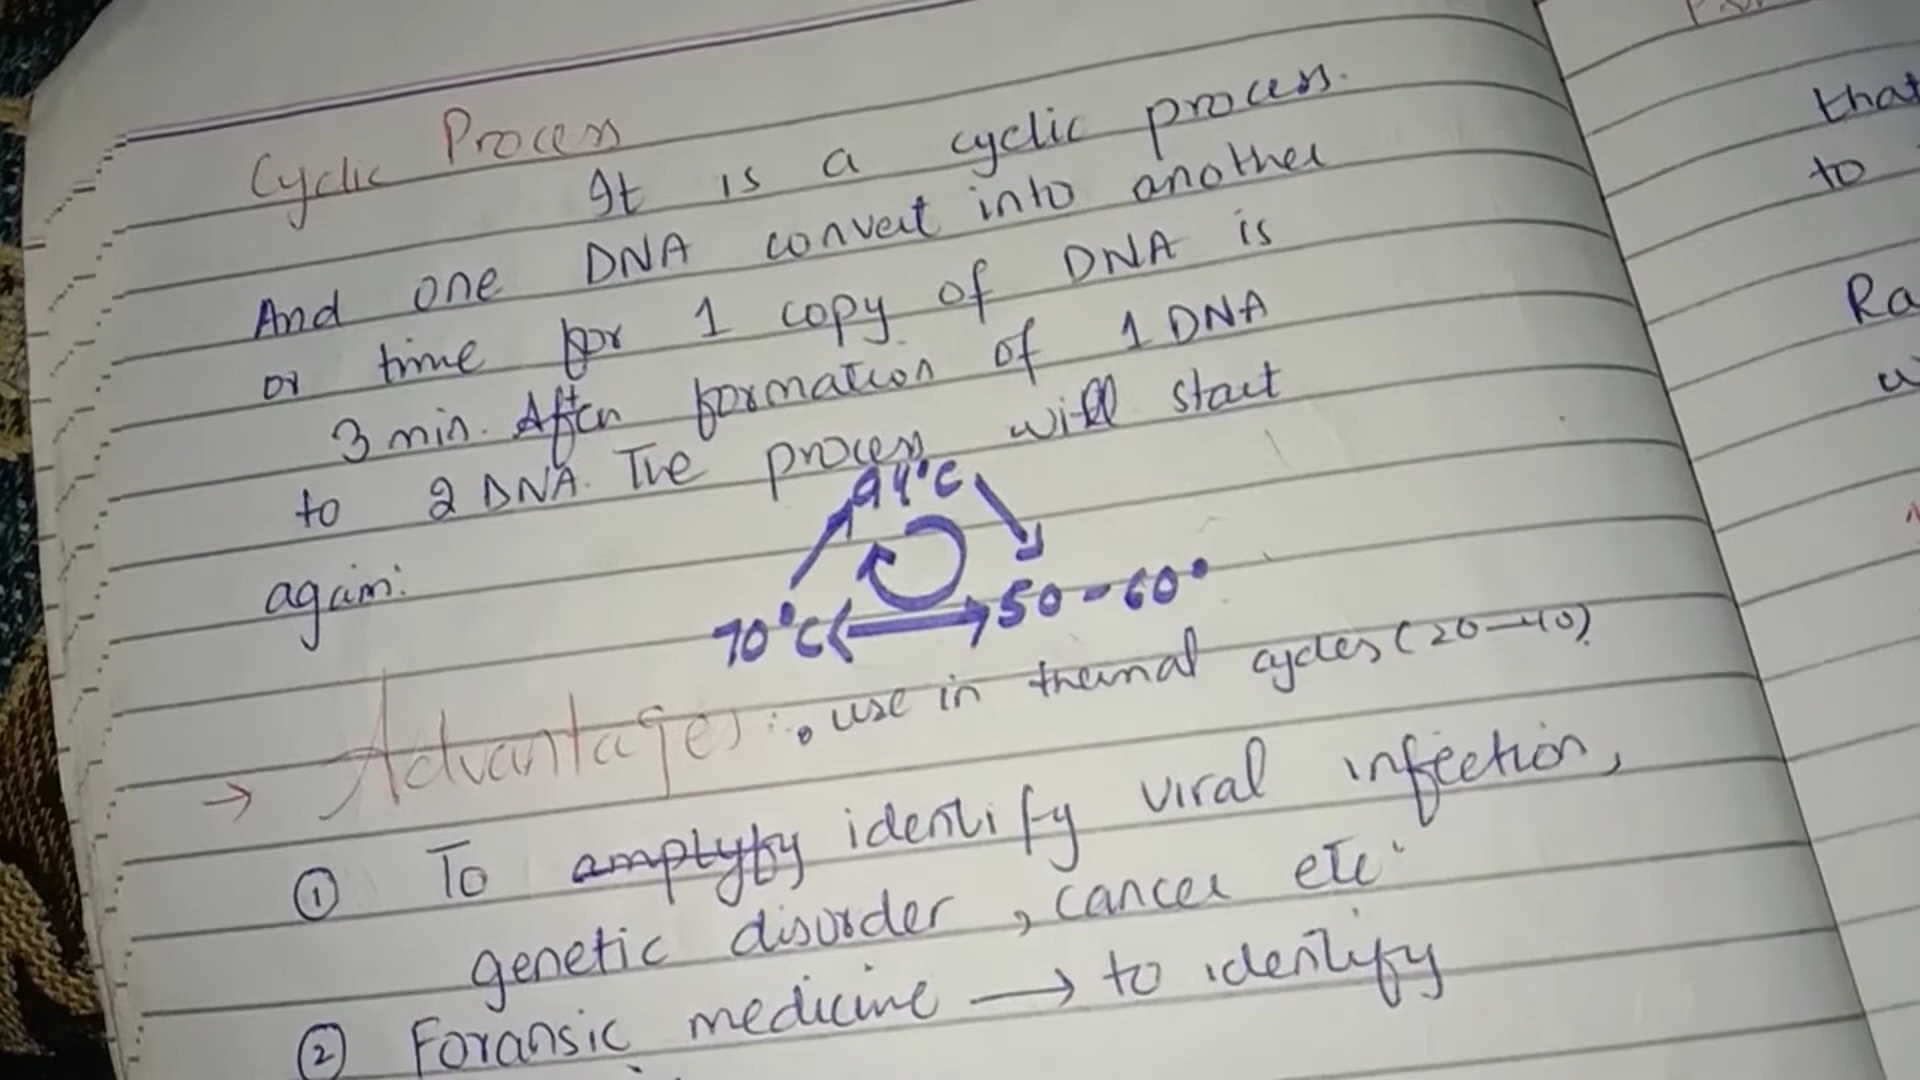 Cyclic Process
It is a cyclic process.
And one DNA convert into another
or time for 1 copy of DNA is
3 min. After formation of 1 DNA
to 2 DNA. The process will start
again.
94°C
70°C 50-60°
→ Advantages: use in thermal cycles (20-40)
① To amplyfy identify viral infection,
genetic disorder, cancer etc.
② Foransic medicine → to identify
that
to
Ra